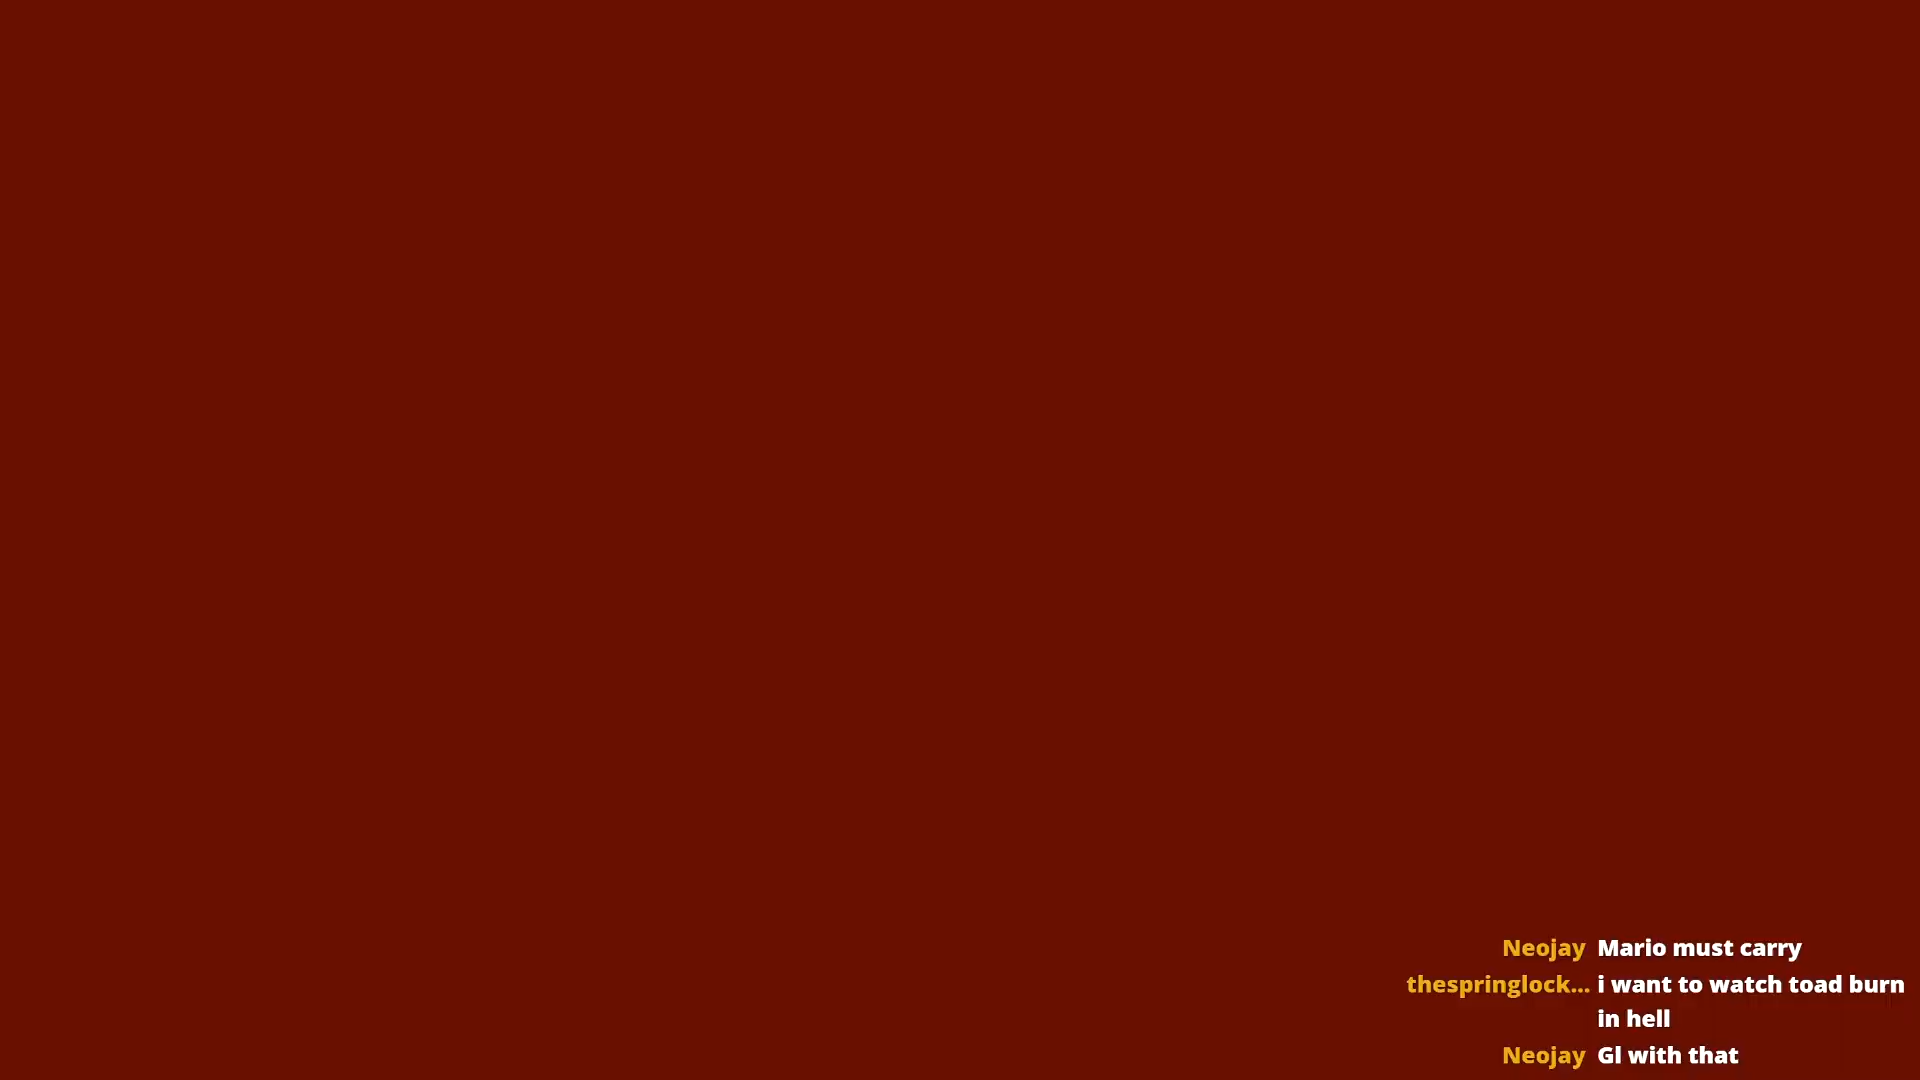 Neojay Mario must carry
thespringlock... i want to watch toad burn
in hell
Neojay Gl with that